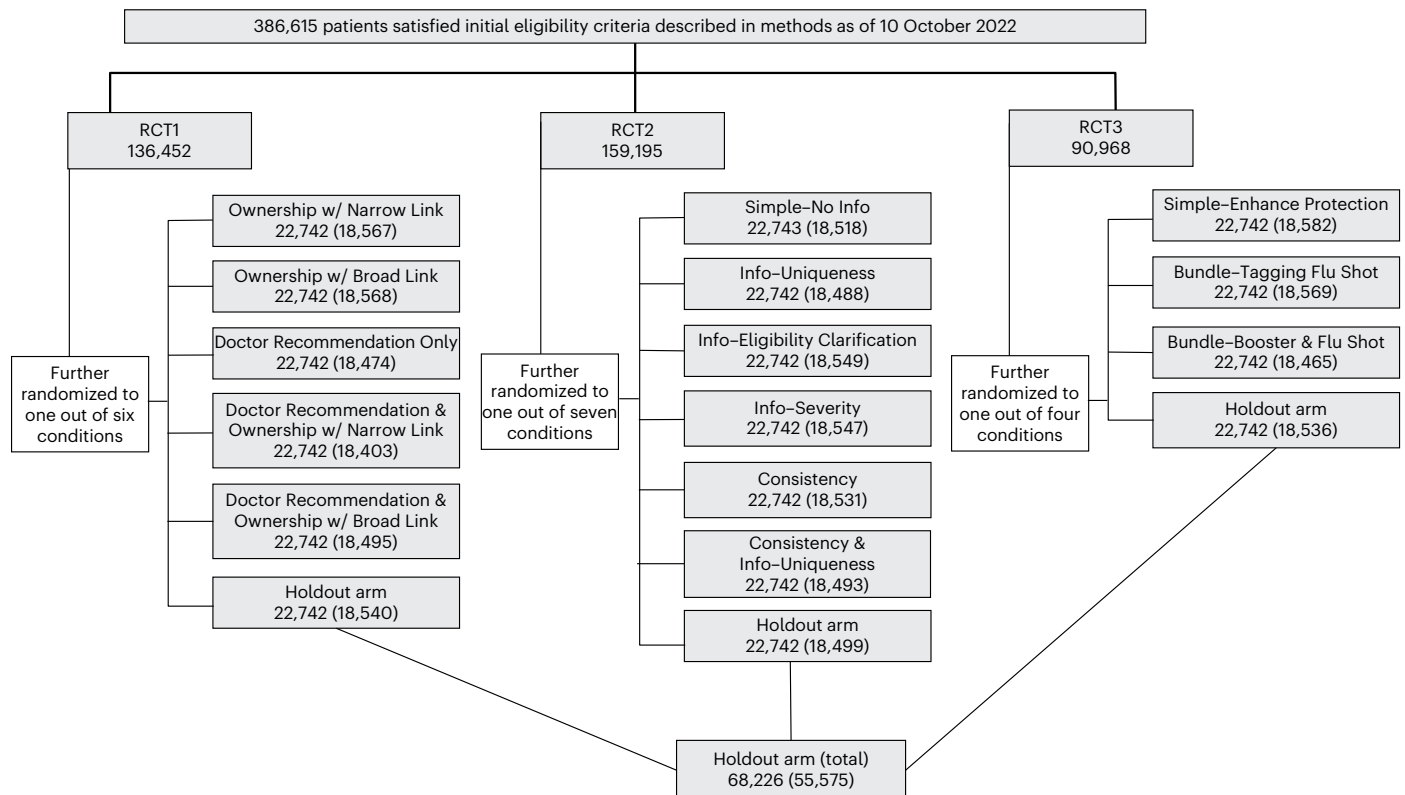 386,615 patients satisfied initial eligibility criteria described in methods as of 10 October 2022
RCT1
136,452
RCT2
159,195
RCT3
90,968
Further
randomized to
one out of six
conditions
Ownership w/ Narrow Link
22,742 (18,567)
Ownership w/ Broad Link
22,742 (18,568)
Doctor Recommendation Only
22,742 (18,474)
Doctor Recommendation &
Ownership w/ Narrow Link
22,742 (18,403)
Doctor Recommendation &
Ownership w/ Broad Link
22,742 (18,495)
Holdout arm
22,742 (18,540)
Further
randomized to
one out of seven
conditions
Simple–No Info
22,743 (18,518)
Info–Uniqueness
22,742 (18,488)
Info–Eligibility Clarification
22,742 (18,549)
Info–Severity
22,742 (18,547)
Consistency
22,742 (18,531)
Consistency &
Info–Uniqueness
22,742 (18,493)
Holdout arm
22,742 (18,499)
Further
randomized to
one out of four
conditions
Simple–Enhance Protection
22,742 (18,582)
Bundle–Tagging Flu Shot
22,742 (18,569)
Bundle–Booster & Flu Shot
22,742 (18,465)
Holdout arm
22,742 (18,536)
Holdout arm (total)
68,226 (55,575)